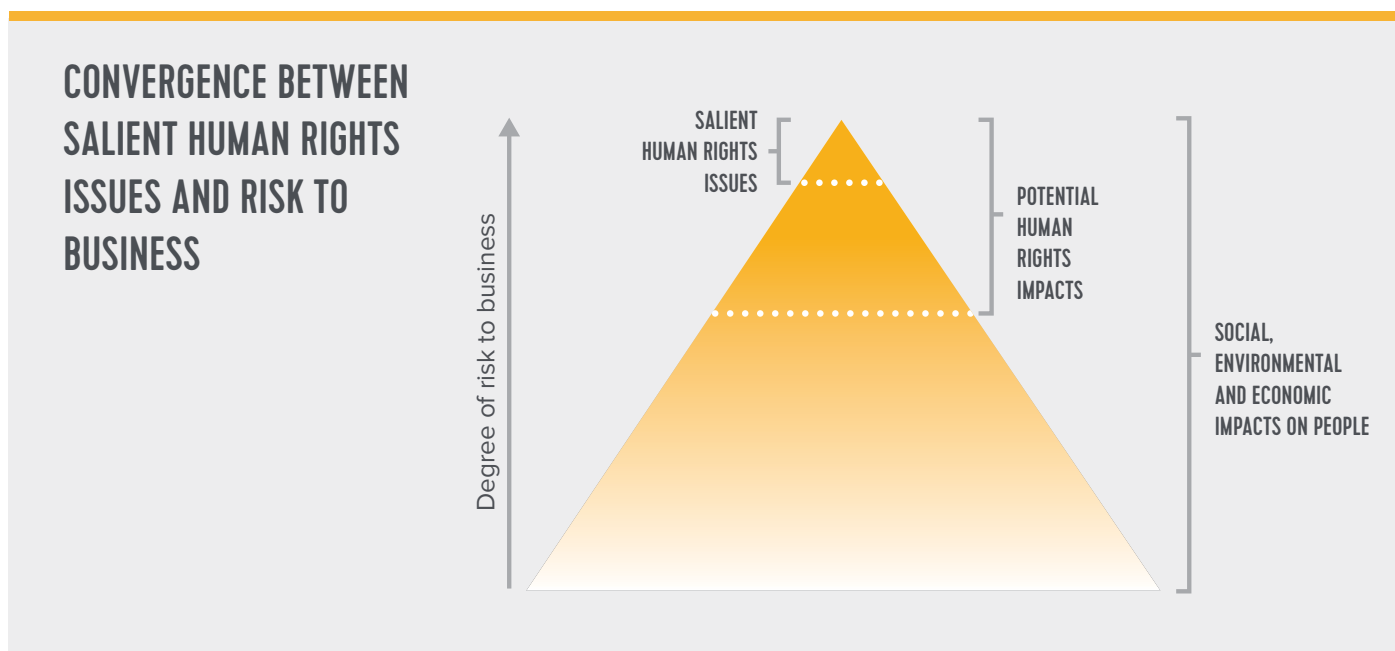 CONVERGENCE BETWEEN
SALIENT HUMAN RIGHTS
ISSUES AND RISK TO
BUSINESS
Degree of risk to business
SALIENT
HUMAN RIGHTS
ISSUES
POTENTIAL
HUMAN
RIGHTS
IMPACTS
SOCIAL,
ENVIRONMENTAL
AND ECONOMIC
IMPACTS ON PEOPLE